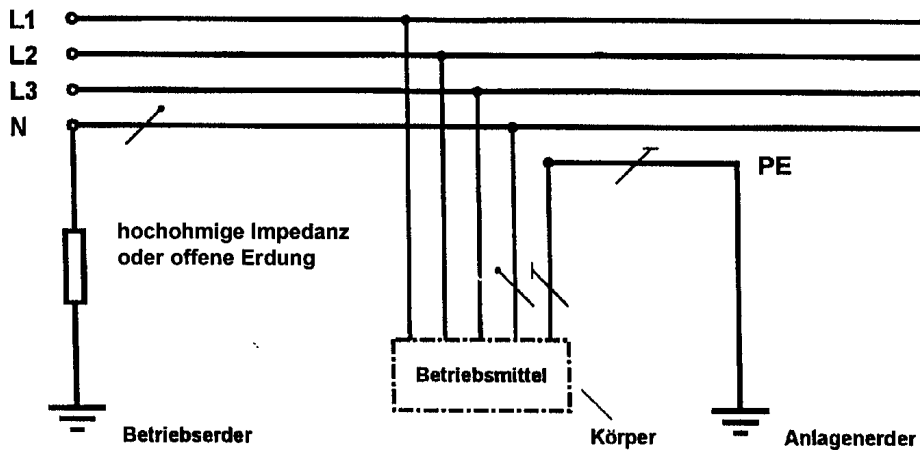 L1
L2
L3
N
PE
hochohmige Impedanz
oder offene Erdung
Betriebsmittel
Betriebserder
Körper
Anlagenerder